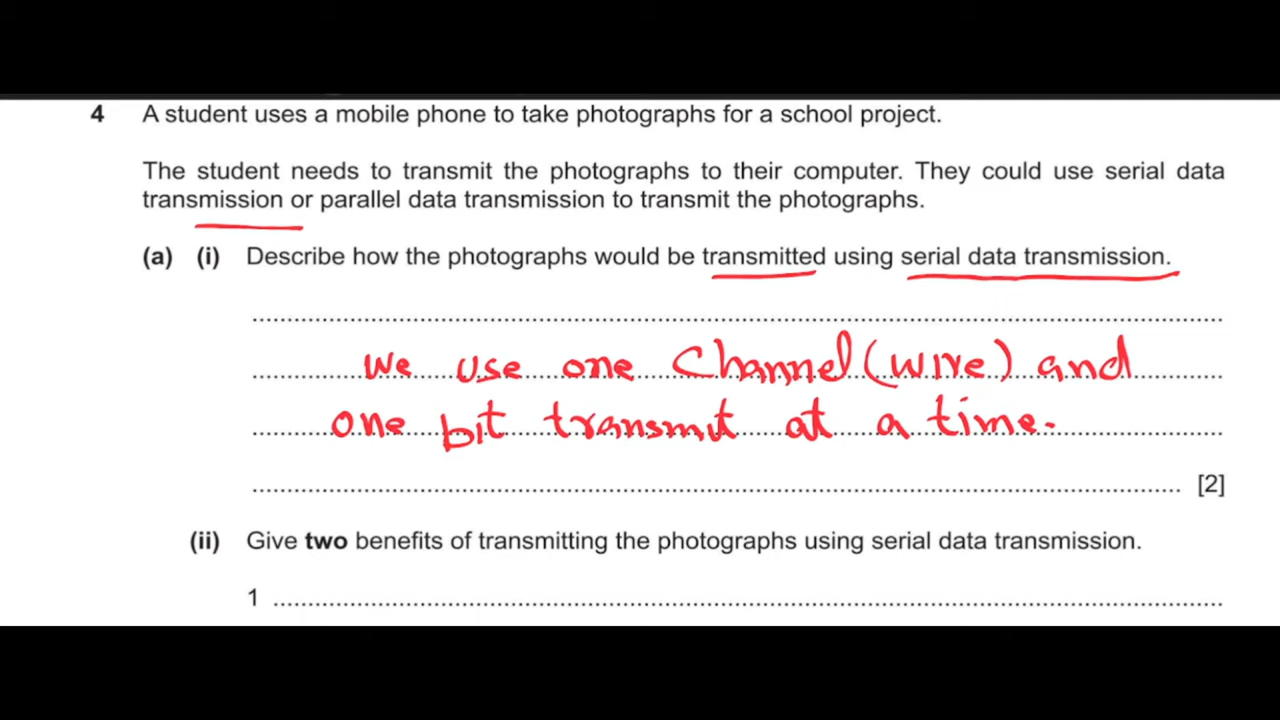 4 A student uses a mobile phone to take photographs for a school project.
The student needs to transmit the photographs to their computer. They could use serial data
transmission or parallel data transmission to transmit the photographs.
(a) (i) Describe how the photographs would be transmitted using serial data transmission.
We use one Channel (wire) and
one bit transmit at a time.
[2]
(ii) Give two benefits of transmitting the photographs using serial data transmission.
1